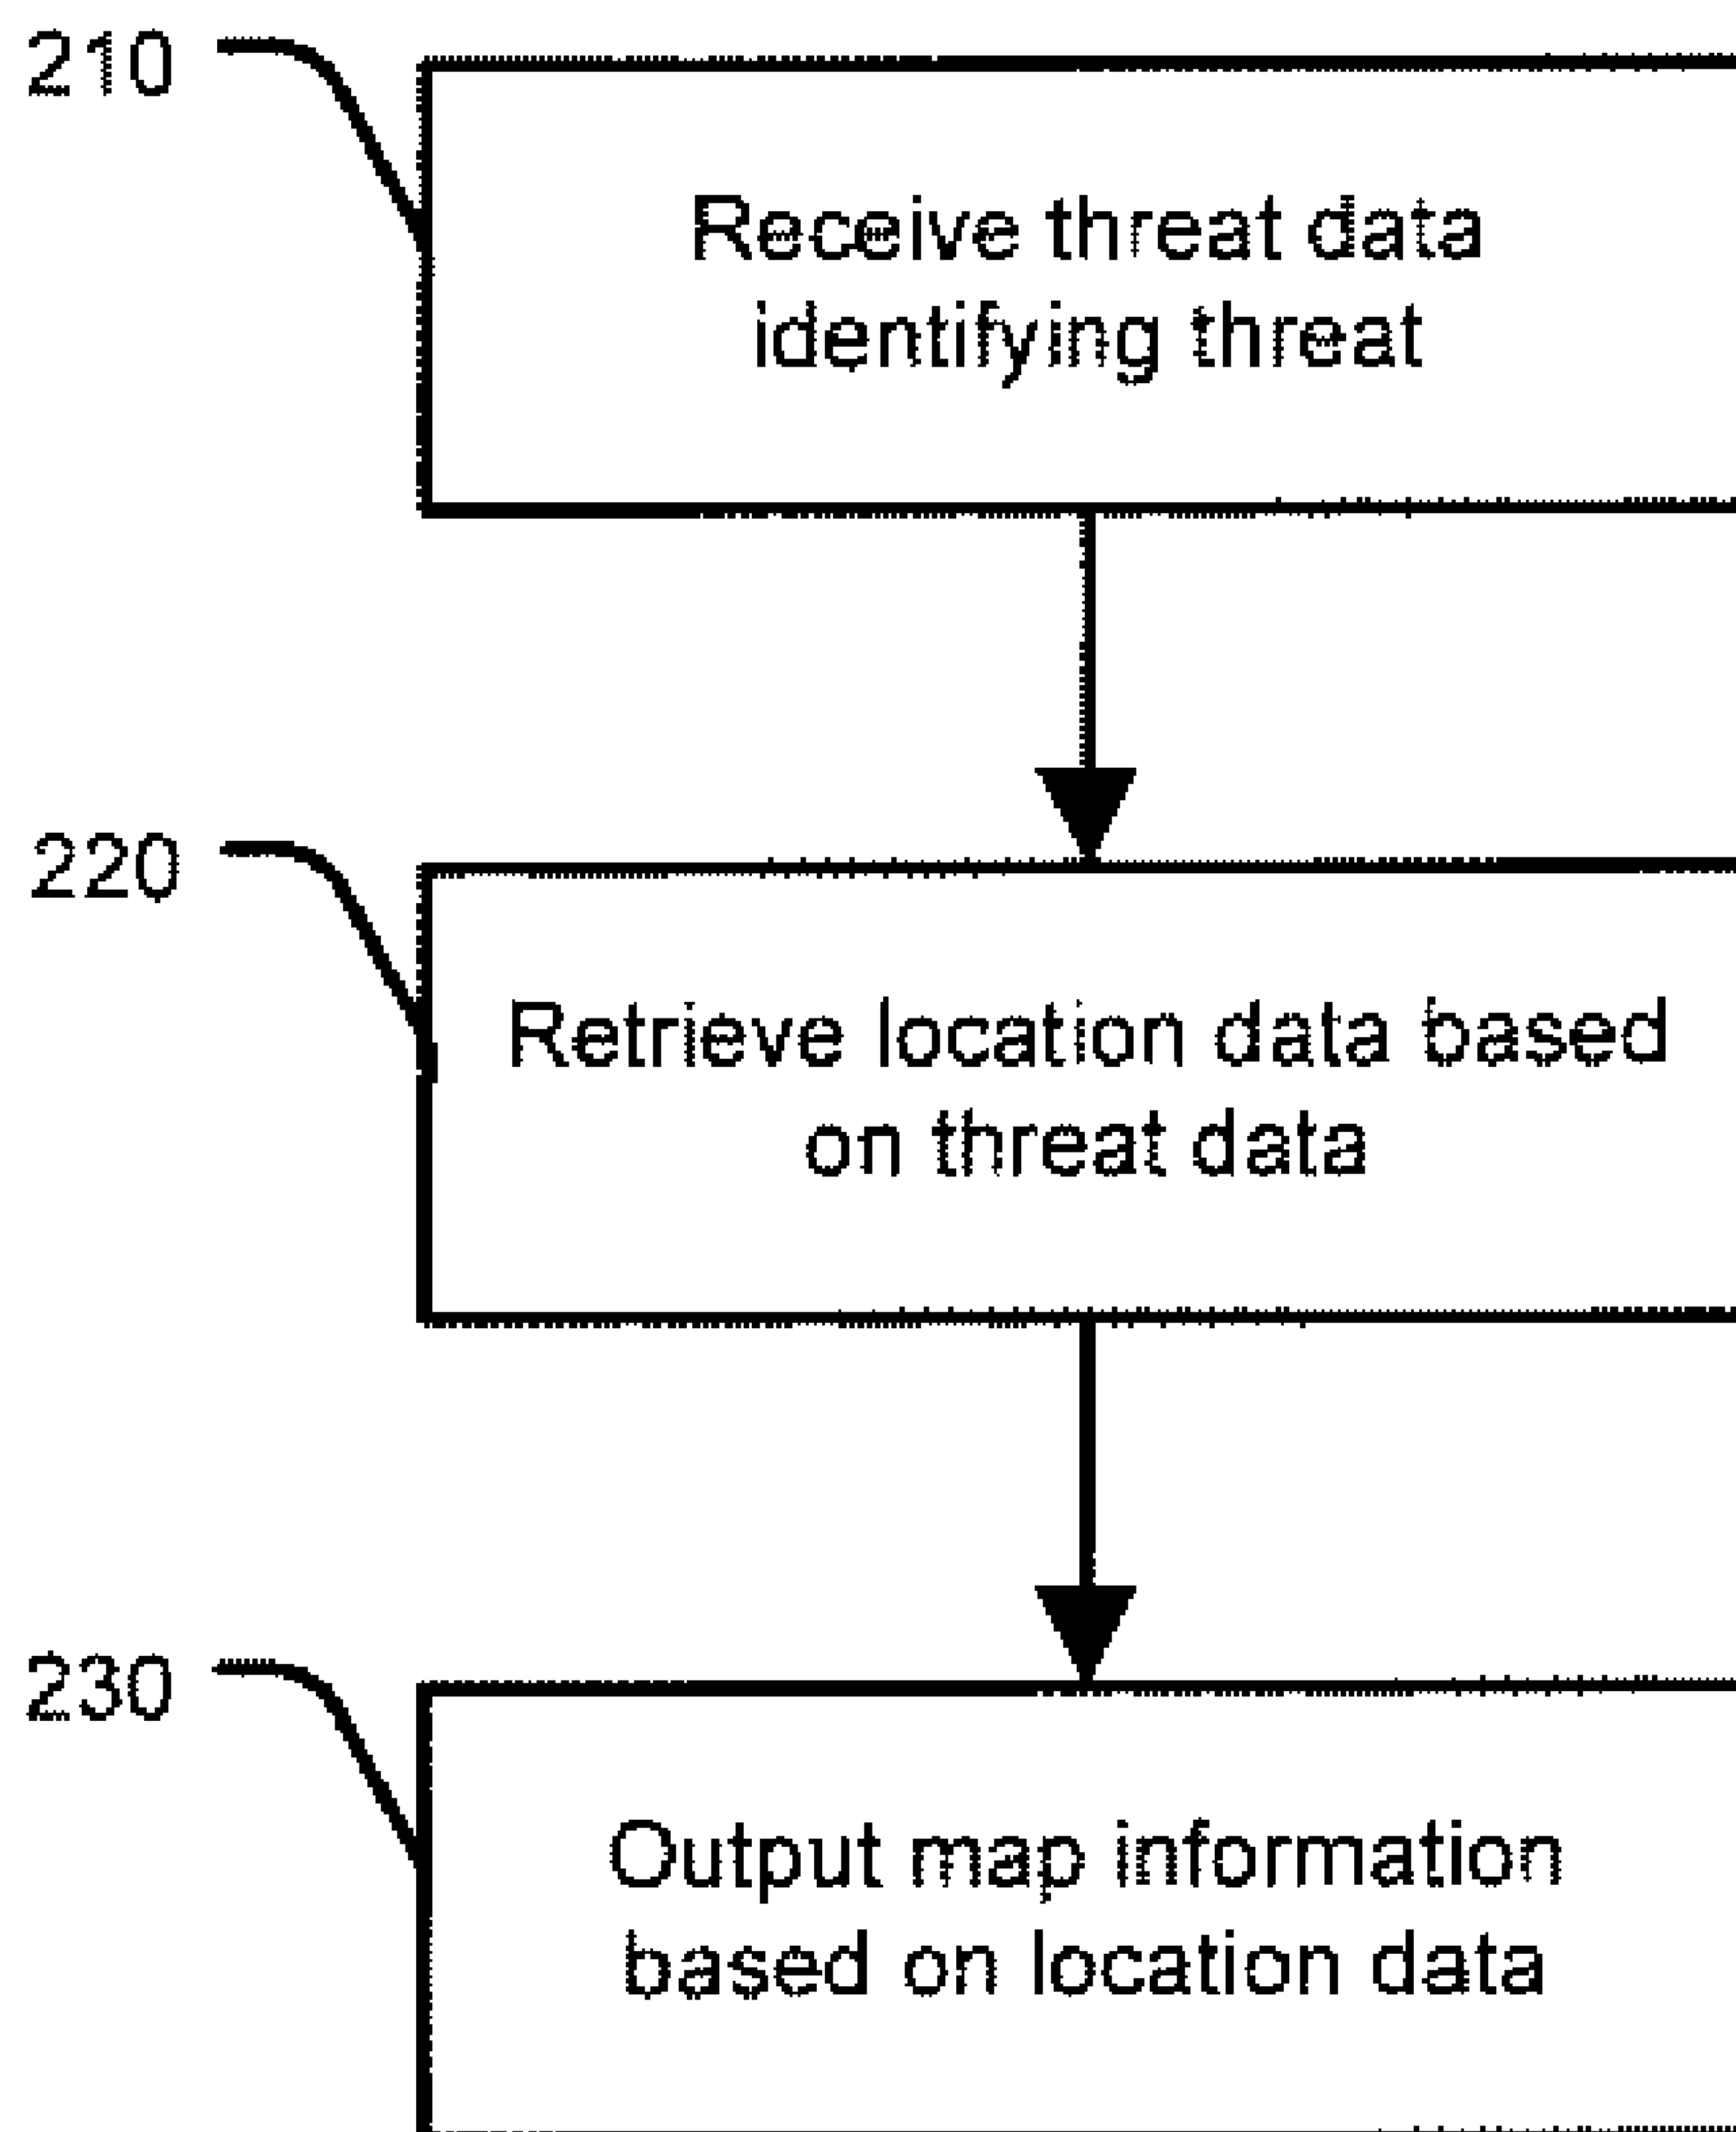 210
Receive threat data
identifying threat
220
Retrieve location data based
on threat data
230
Output map information
based on location data